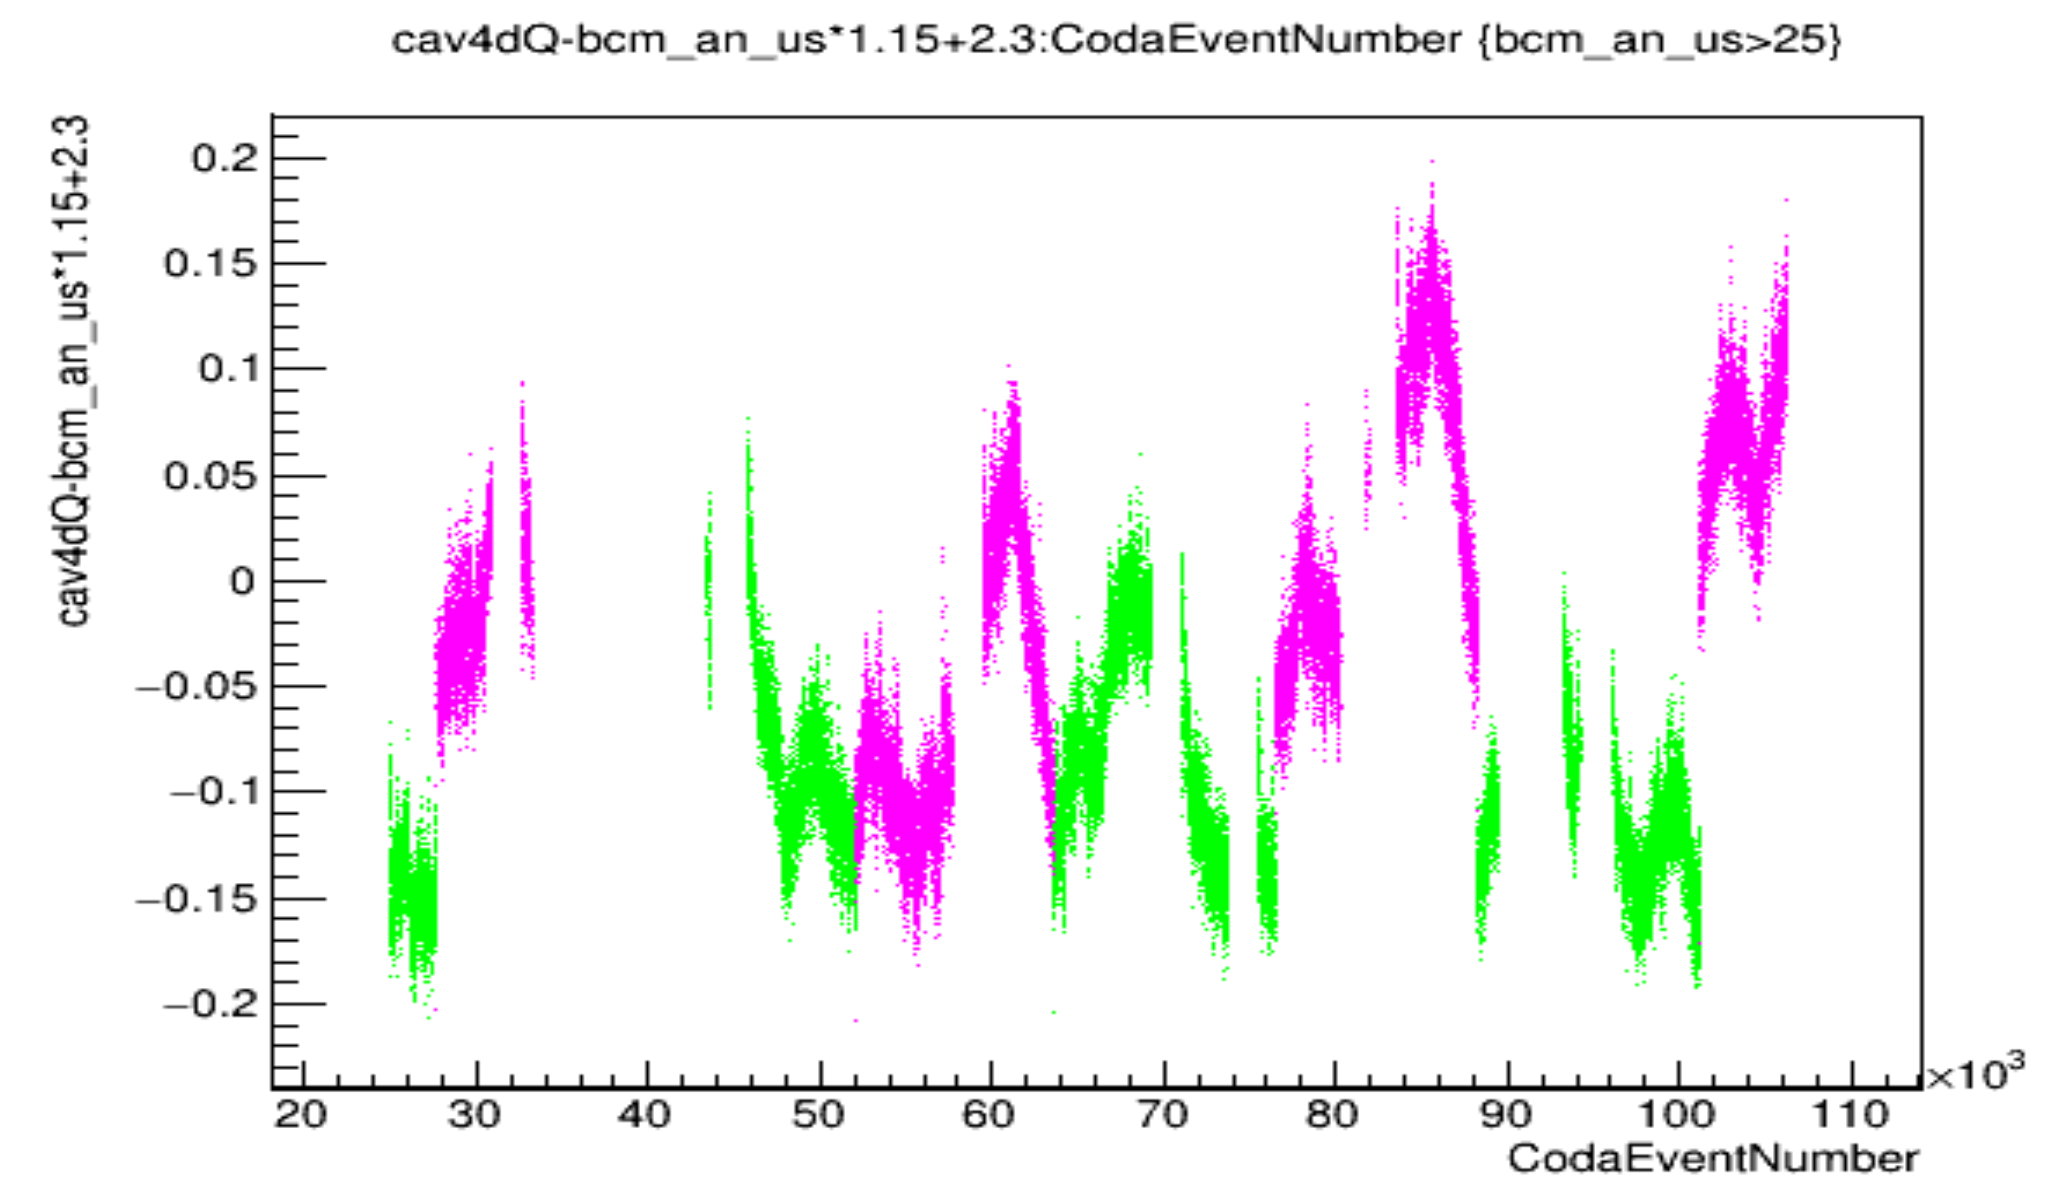 cav4dQ-bcm_an_us*1.15+2.3:CodaEventNumber {bcm_an_us>25}
cav4dQ-bcm_an_us*1.15+2.3
0.2
0.15
0.1
0.05
0
−0.05
−0.1
−0.15
−0.2
20 30 40 50 60 70 80 90 100 110
×10³
CodaEventNumber